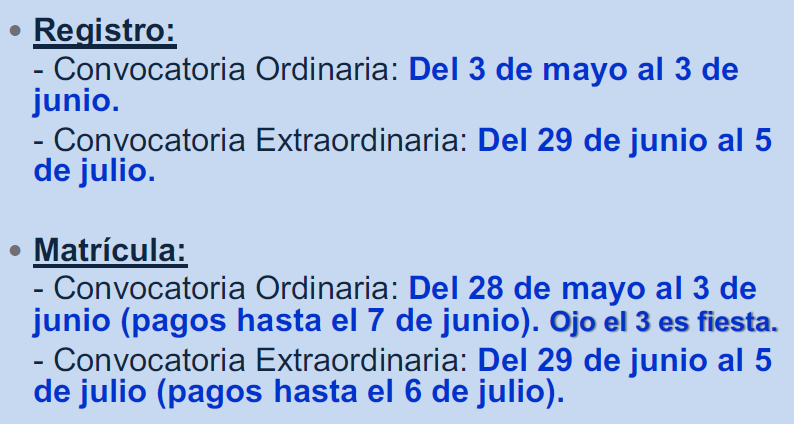 • Registro:
- Convocatoria Ordinaria: Del 3 de mayo al 3 de
junio.
- Convocatoria Extraordinaria: Del 29 de junio al 5
de julio.
• Matrícula:
- Convocatoria Ordinaria: Del 28 de mayo al 3 de
junio (pagos hasta el 7 de junio). Ojo el 3 es fiesta.
- Convocatoria Extraordinaria: Del 29 de junio al 5
de julio (pagos hasta el 6 de julio).